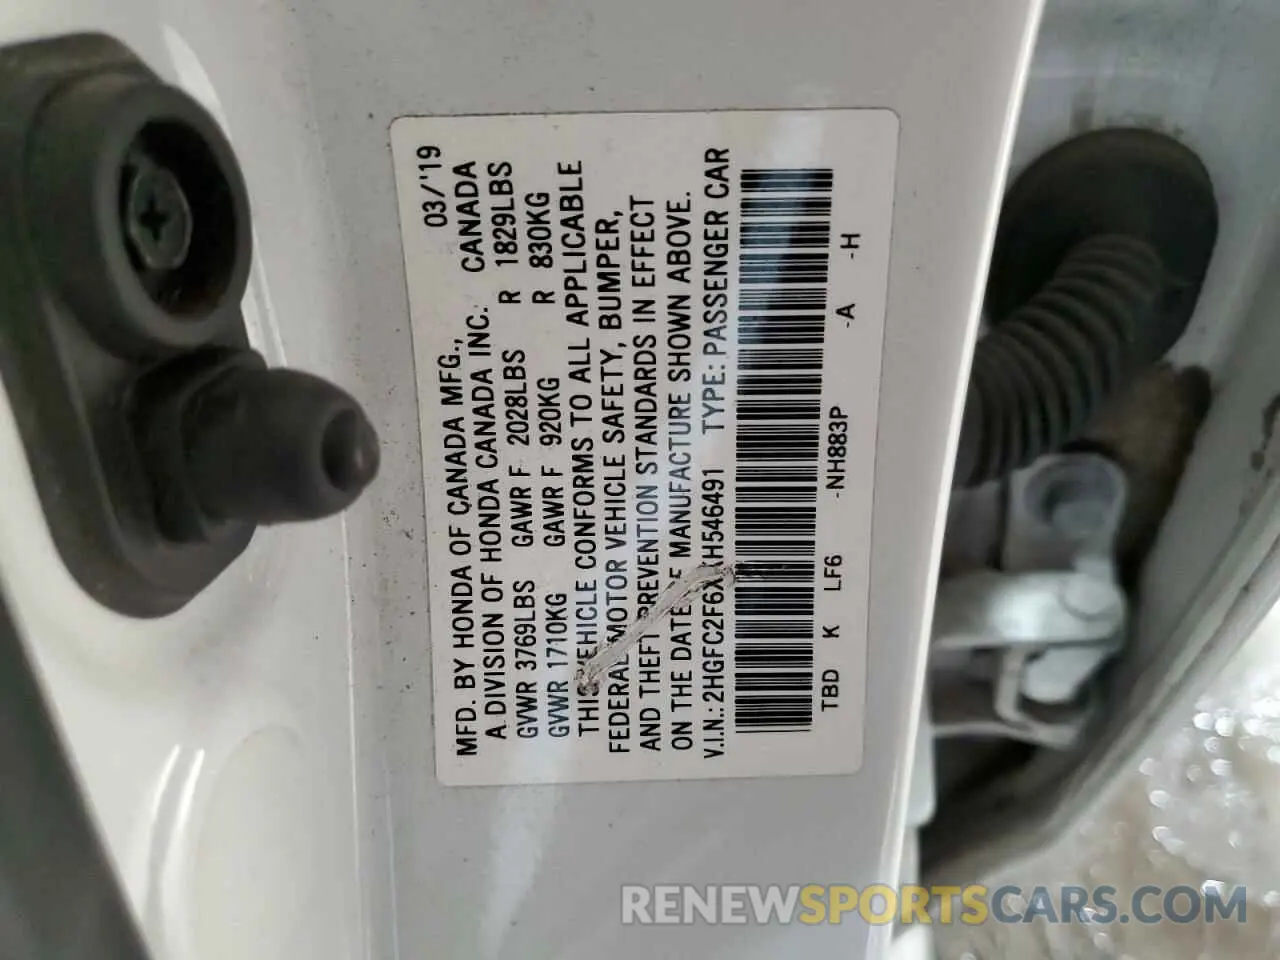 MFD. BY HONDA OF CANADA MFG., 03/'19
A DIVISION OF HONDA CANADA INC. CANADA
GVWR 3769LBS GAWR F 2028LBS R 1829LBS
GVWR 1710KG GAWR F 920KG R 830KG
THIS VEHICLE CONFORMS TO ALL APPLICABLE
FEDERAL MOTOR VEHICLE SAFETY, BUMPER,
AND THEFT PREVENTION STANDARDS IN EFFECT
ON THE DATE OF MANUFACTURE SHOWN ABOVE.
V.I.N.: TYPE: PASSENGER CAR
TBD K LF6 -NH883P -A -H
RENEWSPORTSCARS.COM